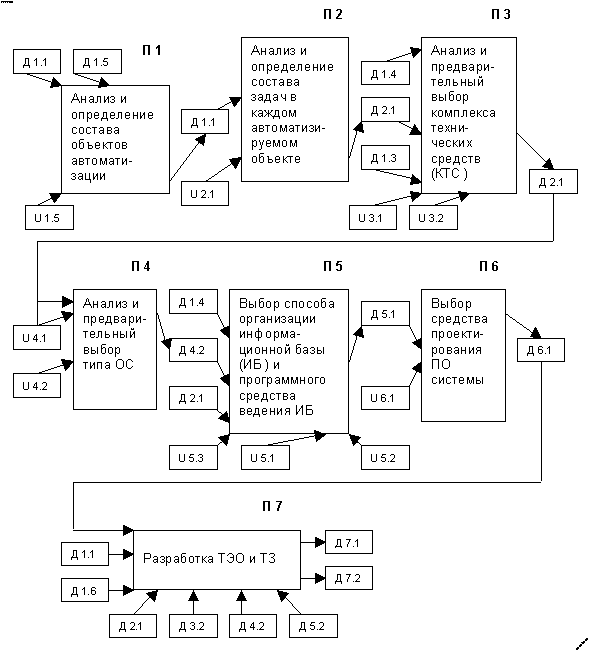 П 1
П 2
П 3
Д 1.1
Д 1.5
Анализ и
определение
состава
объектов
автомати-
зации
U 1.5
Д 1.1
U 2.1
Анализ и
определение
состава
задач в
каждом
автоматизи-
руемом
объекте
Д 1.4
Д 2.1
Д 1.3
U 3.1
U 3.2
Анализ и
предвари-
тельный
выбор
комплекса
техни-
ческих
средств
(КТС )
Д 2.1
П 4
П 5
П 6
U 4.1
U 4.2
Анализ и
предвари-
тельный
выбор
типа ОС
Д 1.4
Д 4.2
Д 2.1
U 5.3
U 5.1
U 5.2
Выбор способа
организации
информа-
ционной базы
(ИБ ) и
программного
средства
ведения ИБ
Д 5.1
U 6.1
Выбор
средства
проекти-
рования
ПО
системы
Д 6.1
П 7
Д 1.1
Д 1.6
Разработка ТЭО и ТЗ
Д 7.1
Д 7.2
Д 2.1
Д 3.2
Д 4.2
Д 5.2